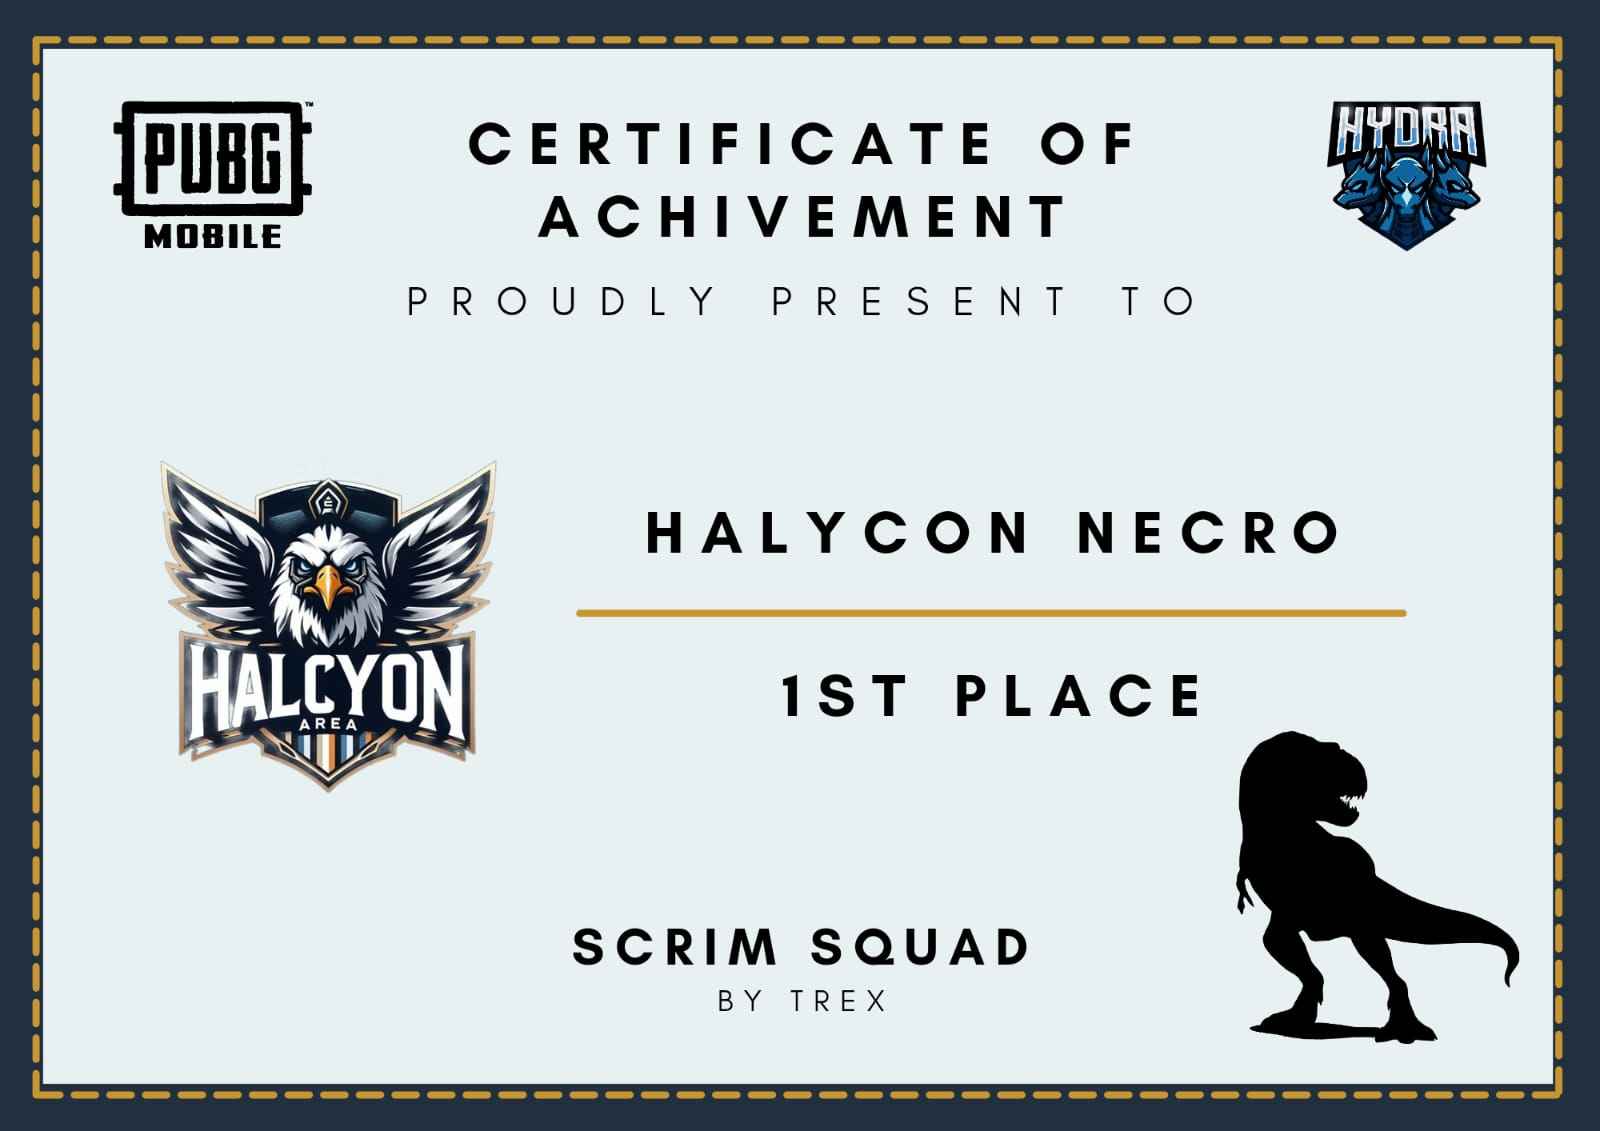 PUBG
MOBILE
™
CERTIFICATE OF
ACHIVEMENT
PROUDLY PRESENT TO
HYDRA
HALCYON
AREA
HALYCON NECRO
1ST PLACE
SCRIM SQUAD
BY TREX